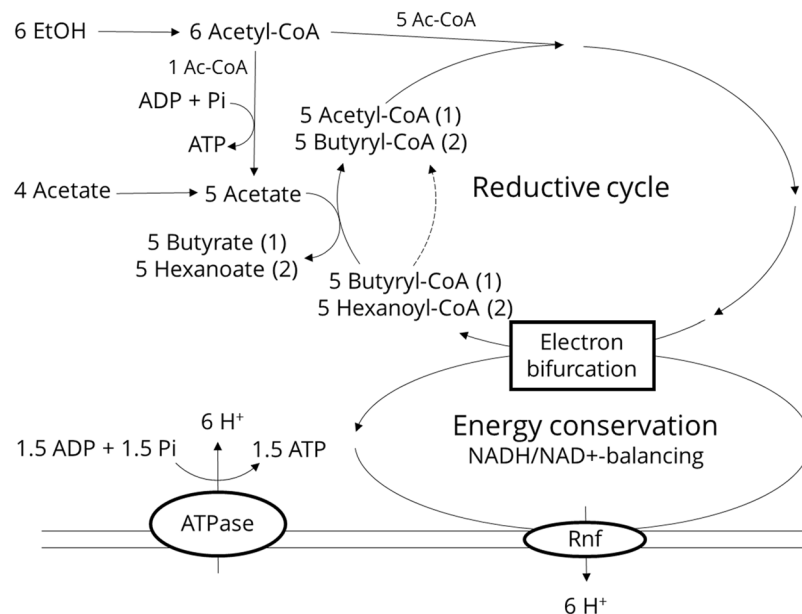 6 EtOH
6 Acetyl-CoA
5 Ac-CoA
1 Ac-CoA
ADP + Pi
ATP
5 Acetyl-CoA (1)
5 Butyryl-CoA (2)
4 Acetate
5 Acetate
Reductive cycle
5 Butyrate (1)
5 Hexanoate (2)
5 Butyryl-CoA (1)
5 Hexanoyl-CoA (2)
Electron
bifurcation
6 H⁺
1.5 ADP + 1.5 Pi
1.5 ATP
Energy conservation
NADH/NAD+-balancing
ATPase
Rnf
6 H⁺